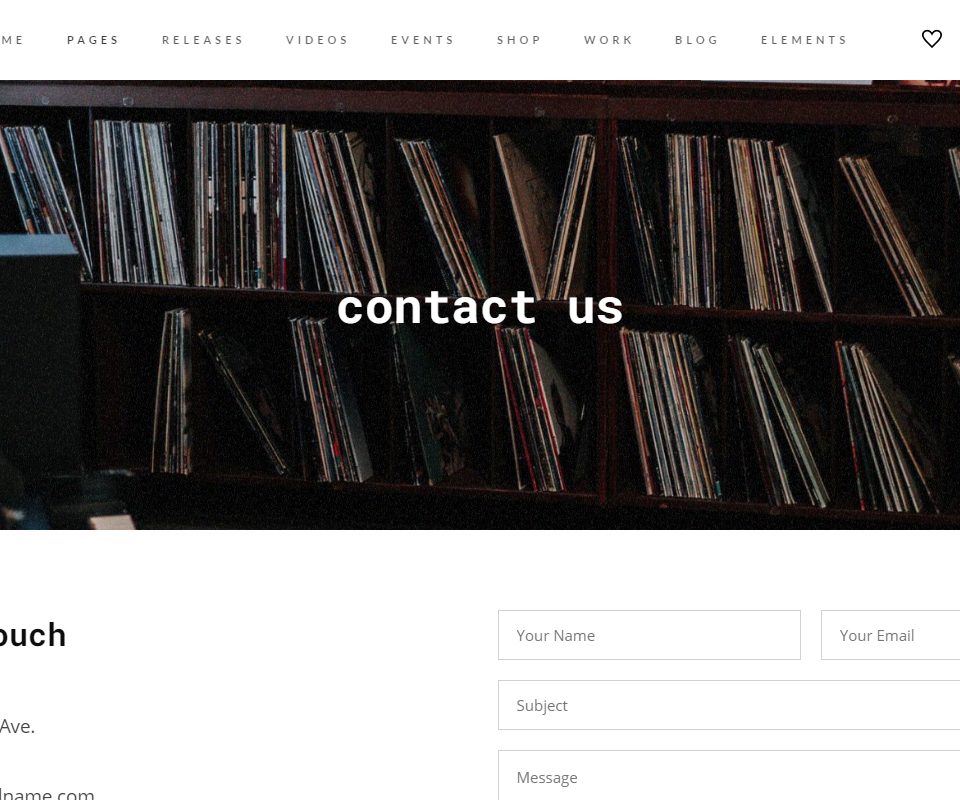 ME PAGES RELEASES VIDEOS EVENTS SHOP WORK BLOG ELEMENTS
contact us
ouch
Your Name Your Email
Subject
Ave.
Message
lname.com